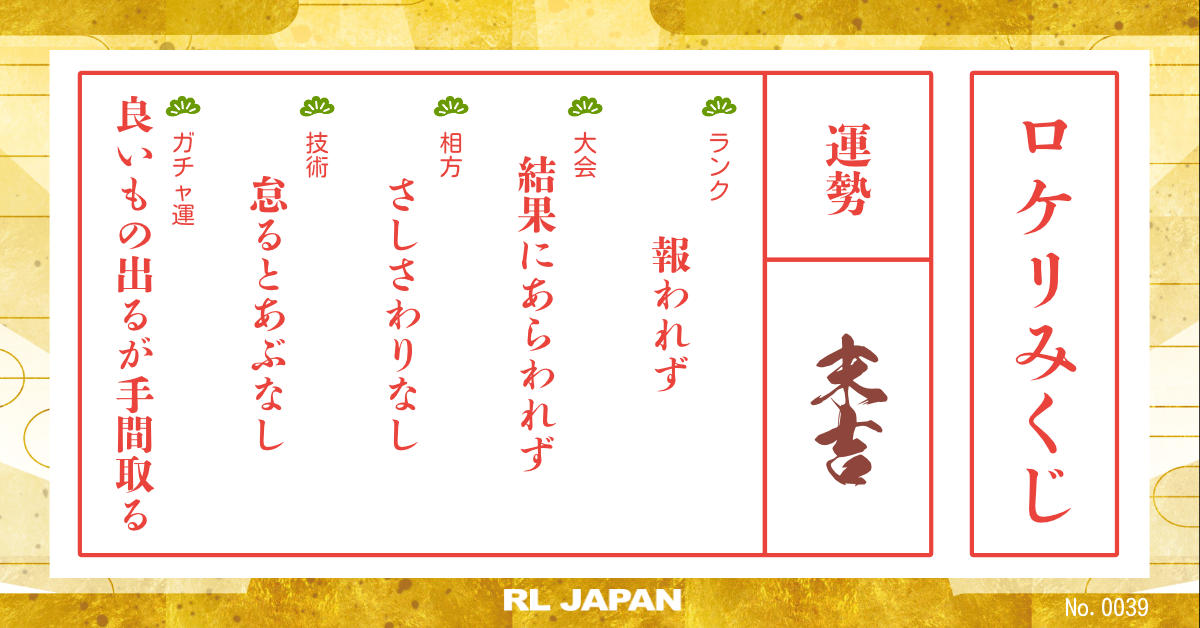 ロケリみくじ
運勢
末吉
ランク
報われず
大会
結果にあらわれず
相方
さしさわりなし
技術
怠るとあぶなし
ガチャ運
良いもの出るが手間取る
RL JAPAN
No. 0039